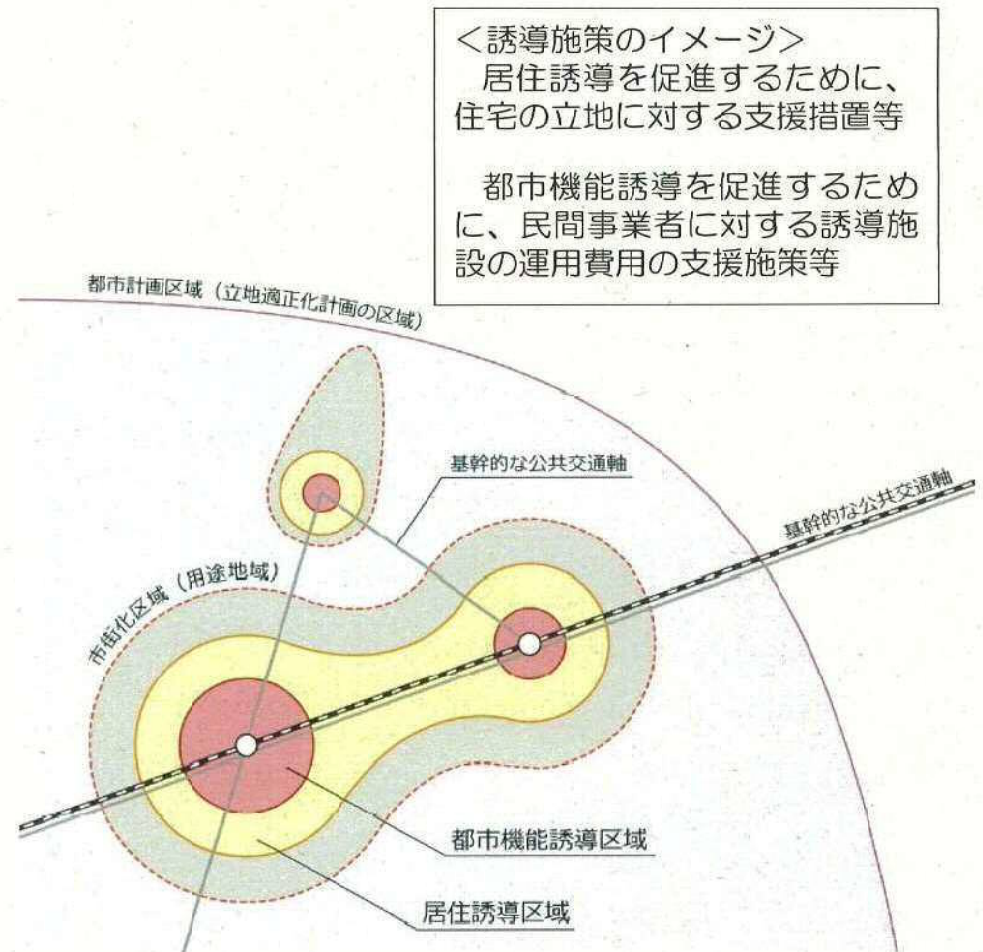 <誘導施策のイメージ>
居住誘導を促進するために、
住宅の立地に対する支援措置等
都市機能誘導を促進するため
に、民間事業者に対する誘導施
設の運用費用の支援施策等
都市計画区域(立地適正化計画の区域)
基幹的な公共交通軸
基幹的な公共交通軸
市街化区域(用途地域)
都市機能誘導区域
居住誘導区域